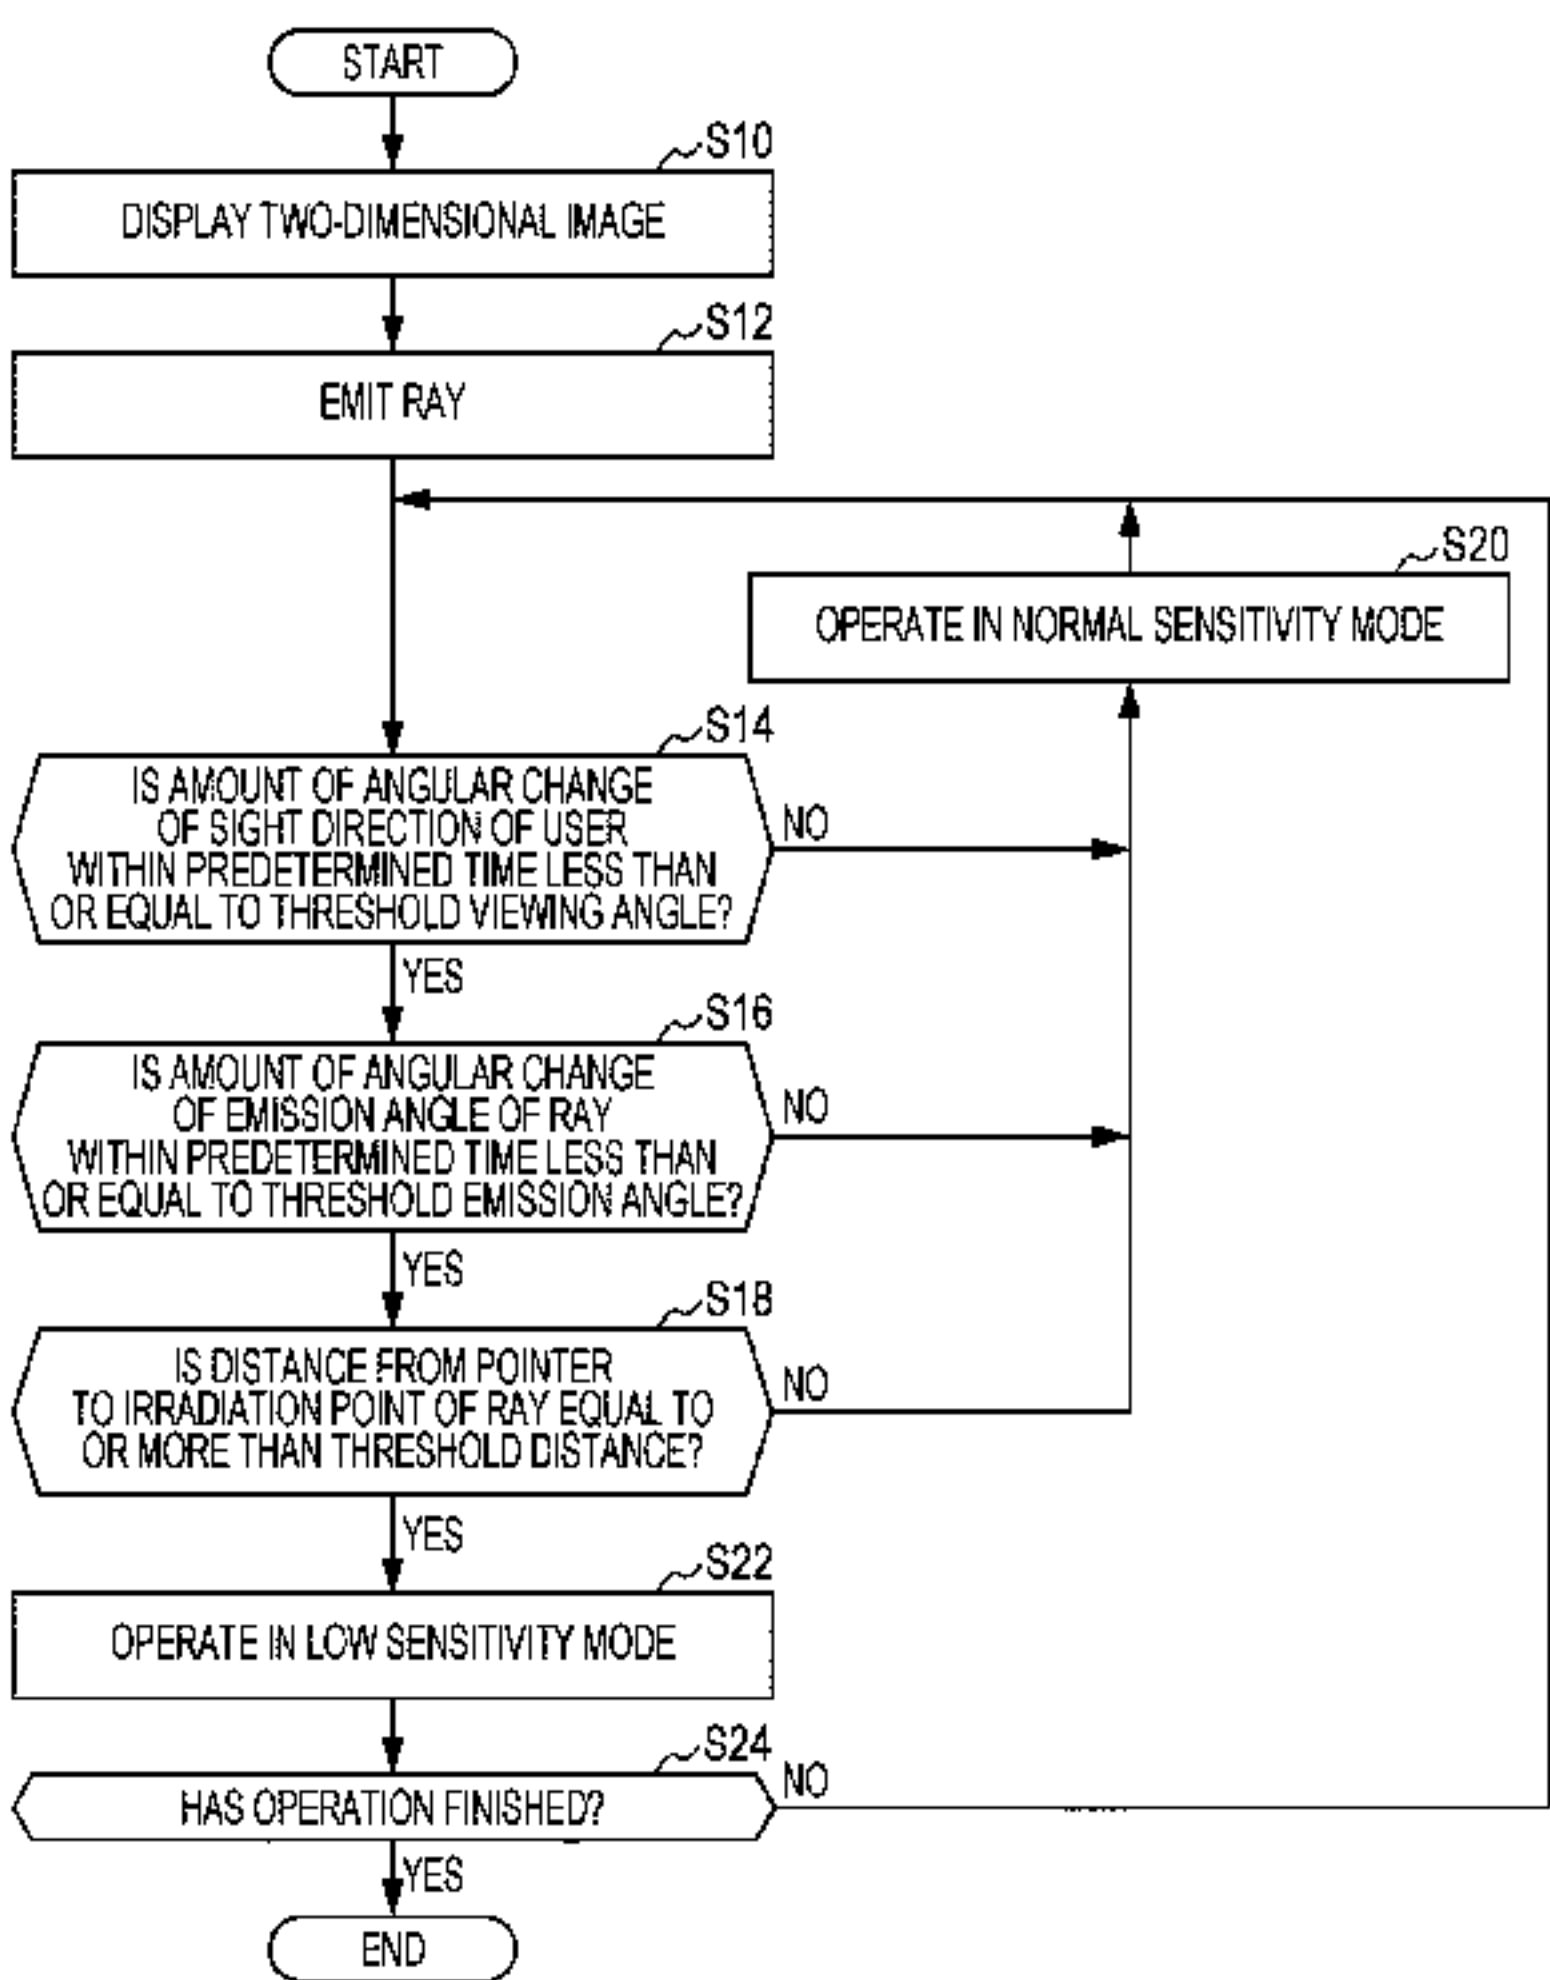 START
S10
DISPLAY TWO-DIMENSIONAL IMAGE
S12
EMIT RAY
S20
OPERATE IN NORMAL SENSITIVITY MODE
S14
IS AMOUNT OF ANGULAR CHANGE
OF SIGHT DIRECTION OF USER
WITHIN PREDETERMINED TIME LESS THAN
OR EQUAL TO THRESHOLD VIEWING ANGLE?
NO
YES
S16
IS AMOUNT OF ANGULAR CHANGE
OF EMISSION ANGLE OF RAY
WITHIN PREDETERMINED TIME LESS THAN
OR EQUAL TO THRESHOLD EMISSION ANGLE?
NO
YES
S18
IS DISTANCE FROM POINTER
TO IRRADIATION POINT OF RAY EQUAL TO
OR MORE THAN THRESHOLD DISTANCE?
NO
YES
S22
OPERATE IN LOW SENSITIVITY MODE
S24
HAS OPERATION FINISHED?
NO
YES
END